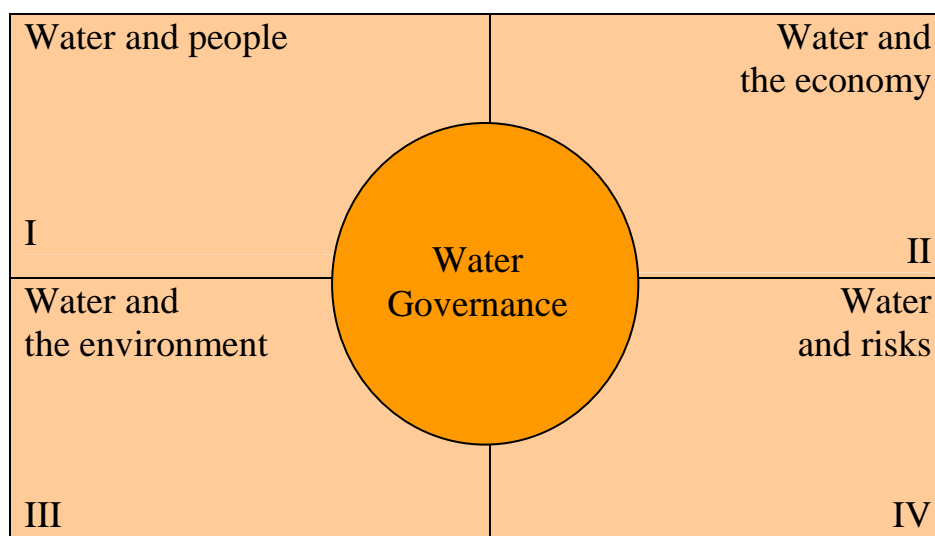 Water and people
I
Water and
the economy
II
Water
Governance
Water and
the environment
III
Water
and risks
IV